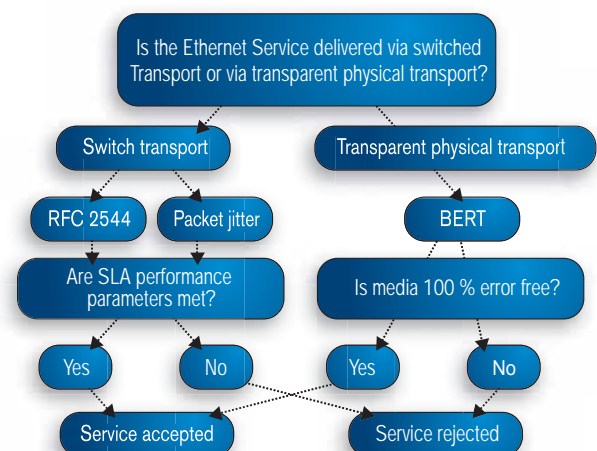 Is the Ethernet Service delivered via switched
Transport or via transparent physical transport?
Switch transport
Transparent physical transport
RFC 2544
Packet jitter
BERT
Are SLA performance
parameters met?
Is media 100 % error free?
Yes
No
Yes
No
Service accepted
Service rejected